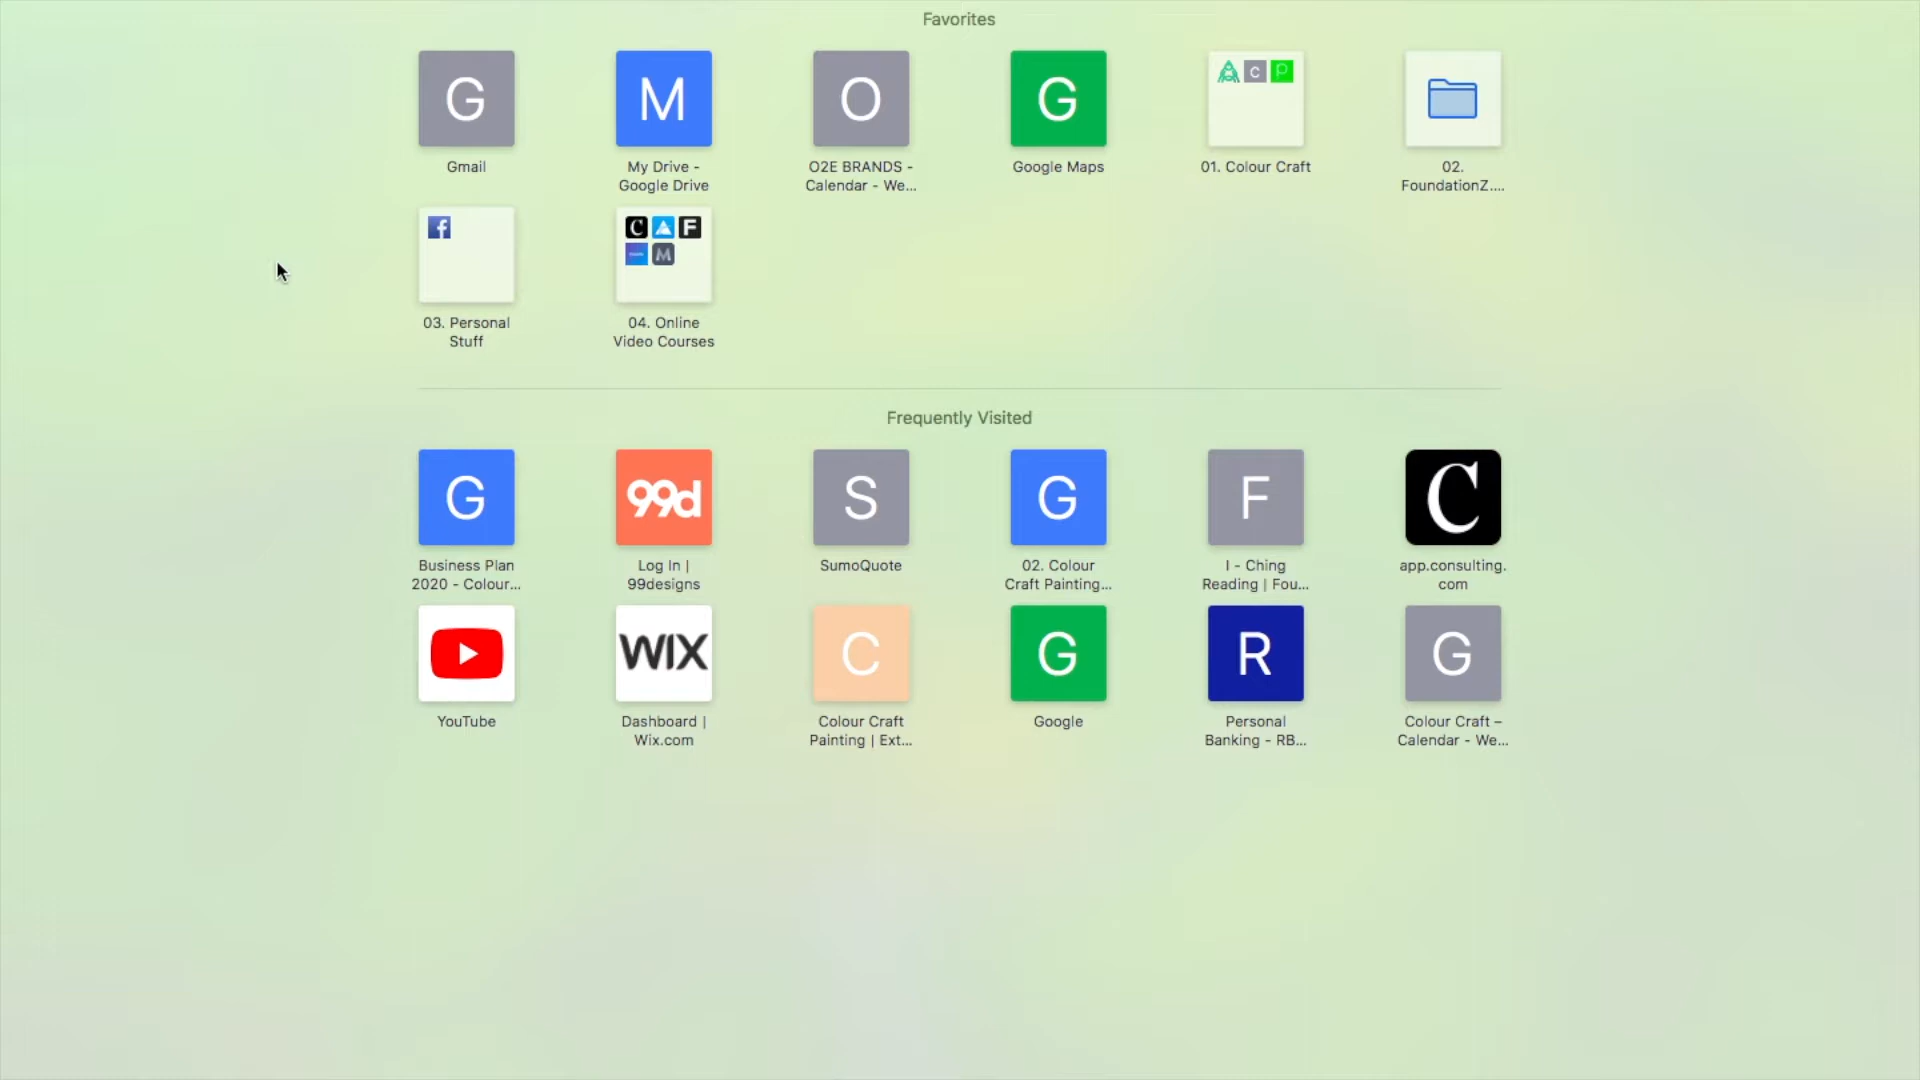 Favorites
G
M
O
G
C
P
Gmail
My Drive -
Google Drive
O2E BRANDS -
Calendar - We...
Google Maps
01. Colour Craft
02.
FoundationZ....
f
C
F
M
03. Personal
Stuff
04. Online
Video Courses
Frequently Visited
G
99d
S
G
F
C
Business Plan
2020 - Colour...
Log In |
99designs
SumoQuote
02. Colour
Craft Painting...
I - Ching
Reading | Fou...
app.consulting.
com
WIX
C
G
R
G
YouTube
Dashboard |
Wix.com
Colour Craft
Painting | Ext...
Google
Personal
Banking - RB...
Colour Craft –
Calendar - We...